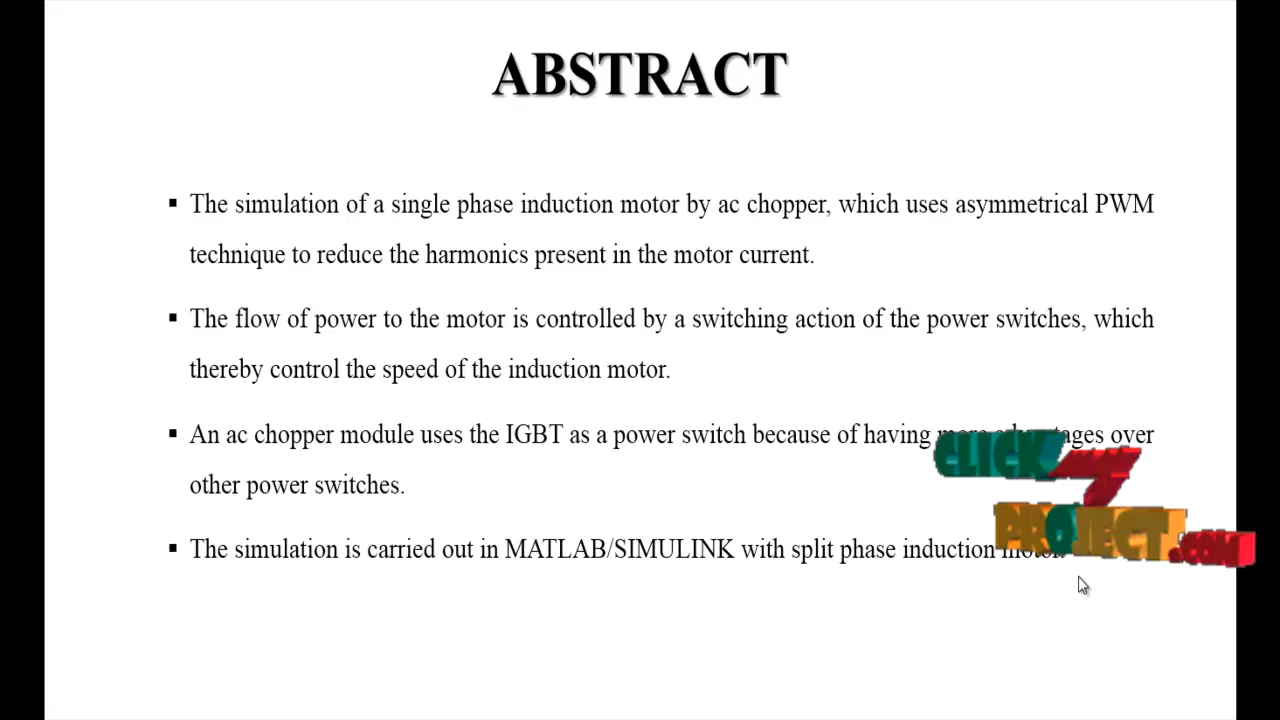 ABSTRACT
▪ The simulation of a single phase induction motor by ac chopper, which uses asymmetrical PWM
technique to reduce the harmonics present in the motor current.
▪ The flow of power to the motor is controlled by a switching action of the power switches, which
thereby control the speed of the induction motor.
▪ An ac chopper module uses the IGBT as a power switch because of having more advantages over
other power switches.
▪ The simulation is carried out in MATLAB/SIMULINK with split phase induction motor.
CLICK MY
PROJECT.COM